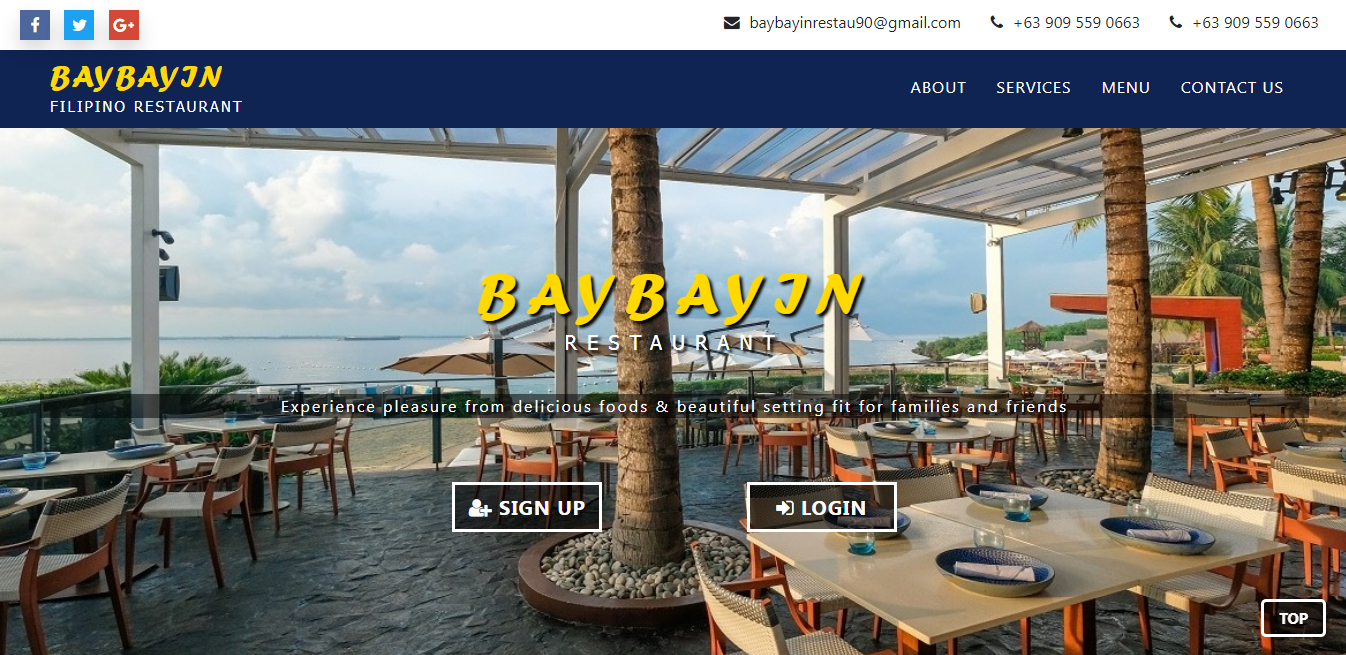 baybayinrestau90@gmail.com +63 909 559 0663 +63 909 559 0663
BAYBAYIN
FILIPINO RESTAURANT
ABOUT SERVICES MENU CONTACT US
BAYBAYIN
RESTAURANT
Experience pleasure from delicious foods & beautiful setting fit for families and friends
SIGN UP LOGIN
TOP